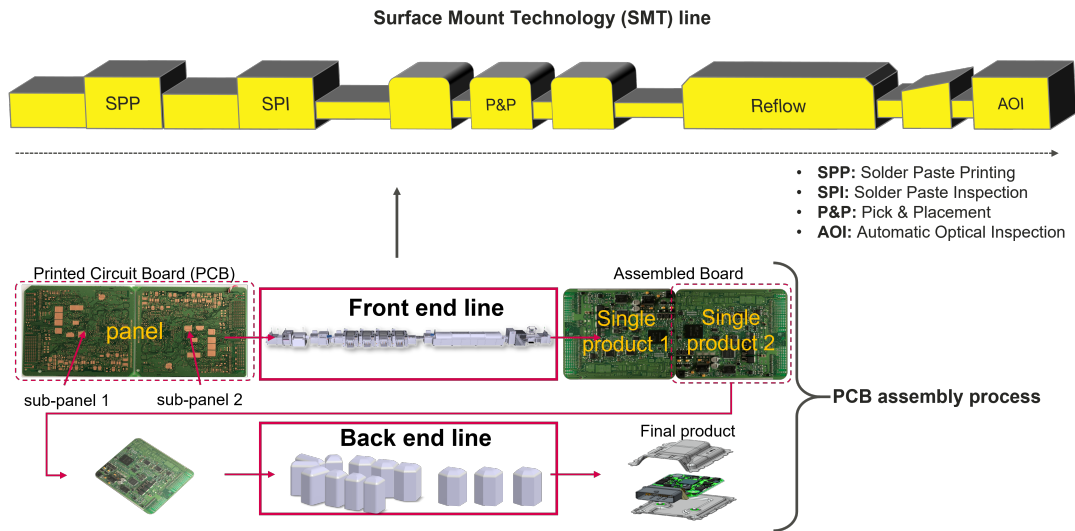 Surface Mount Technology (SMT) line
SPP
SPI
P&P
Reflow
AOI
• SPP: Solder Paste Printing
• SPI: Solder Paste Inspection
• P&P: Pick & Placement
• AOI: Automatic Optical Inspection
Printed Circuit Board (PCB)
Front end line
Assembled Board
panel
Single
product 1
Single
product 2
sub-panel 1
sub-panel 2
PCB assembly process
Back end line
Final product